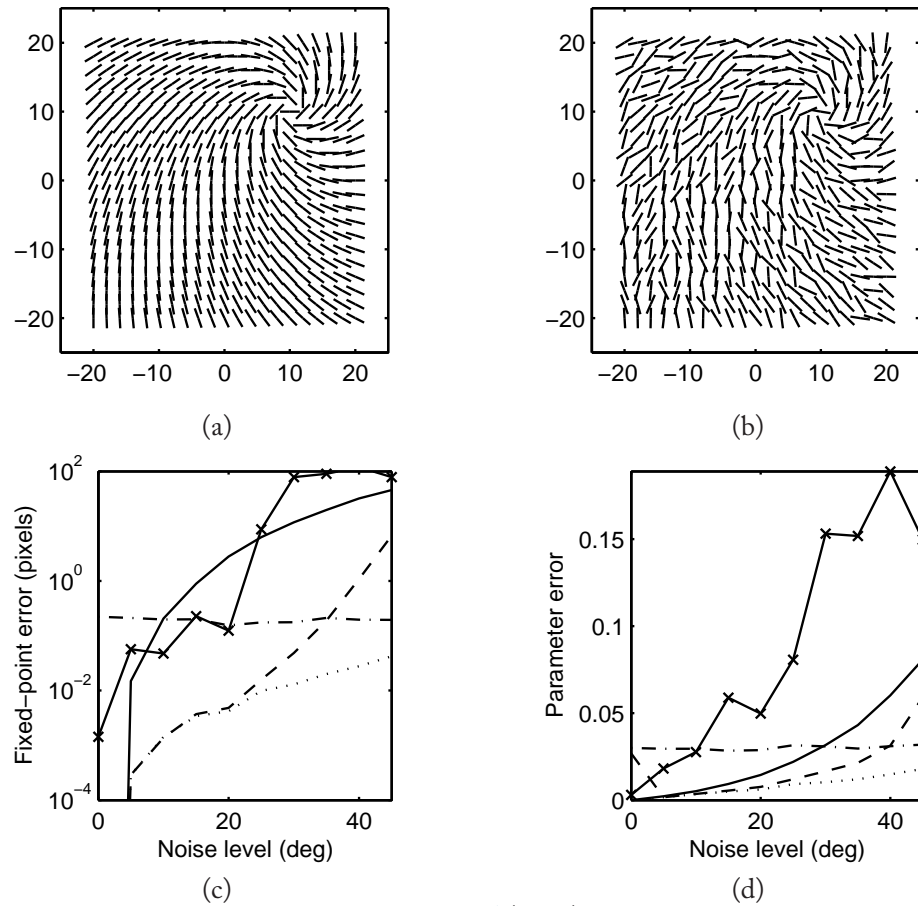 20
10
0
−10
−20
−20 −10 0 10 20
(a)
20
10
0
−10
−20
−20 −10 0 10 20
(b)
Fixed−point error (pixels)
10^2
10^0
10^−2
10^−4
0 20 40
Noise level (deg)
(c)
Parameter error
0.15
0.1
0.05
0
0 20 40
Noise level (deg)
(d)